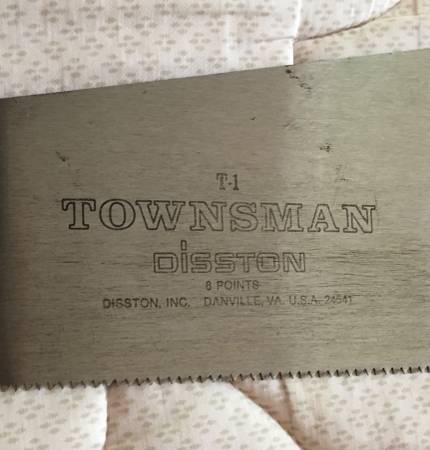 T-1
TOWNSMAN
DISSTON
8 POINTS
DISSTON, INC. DANVILLE, VA. U.S.A. 24541